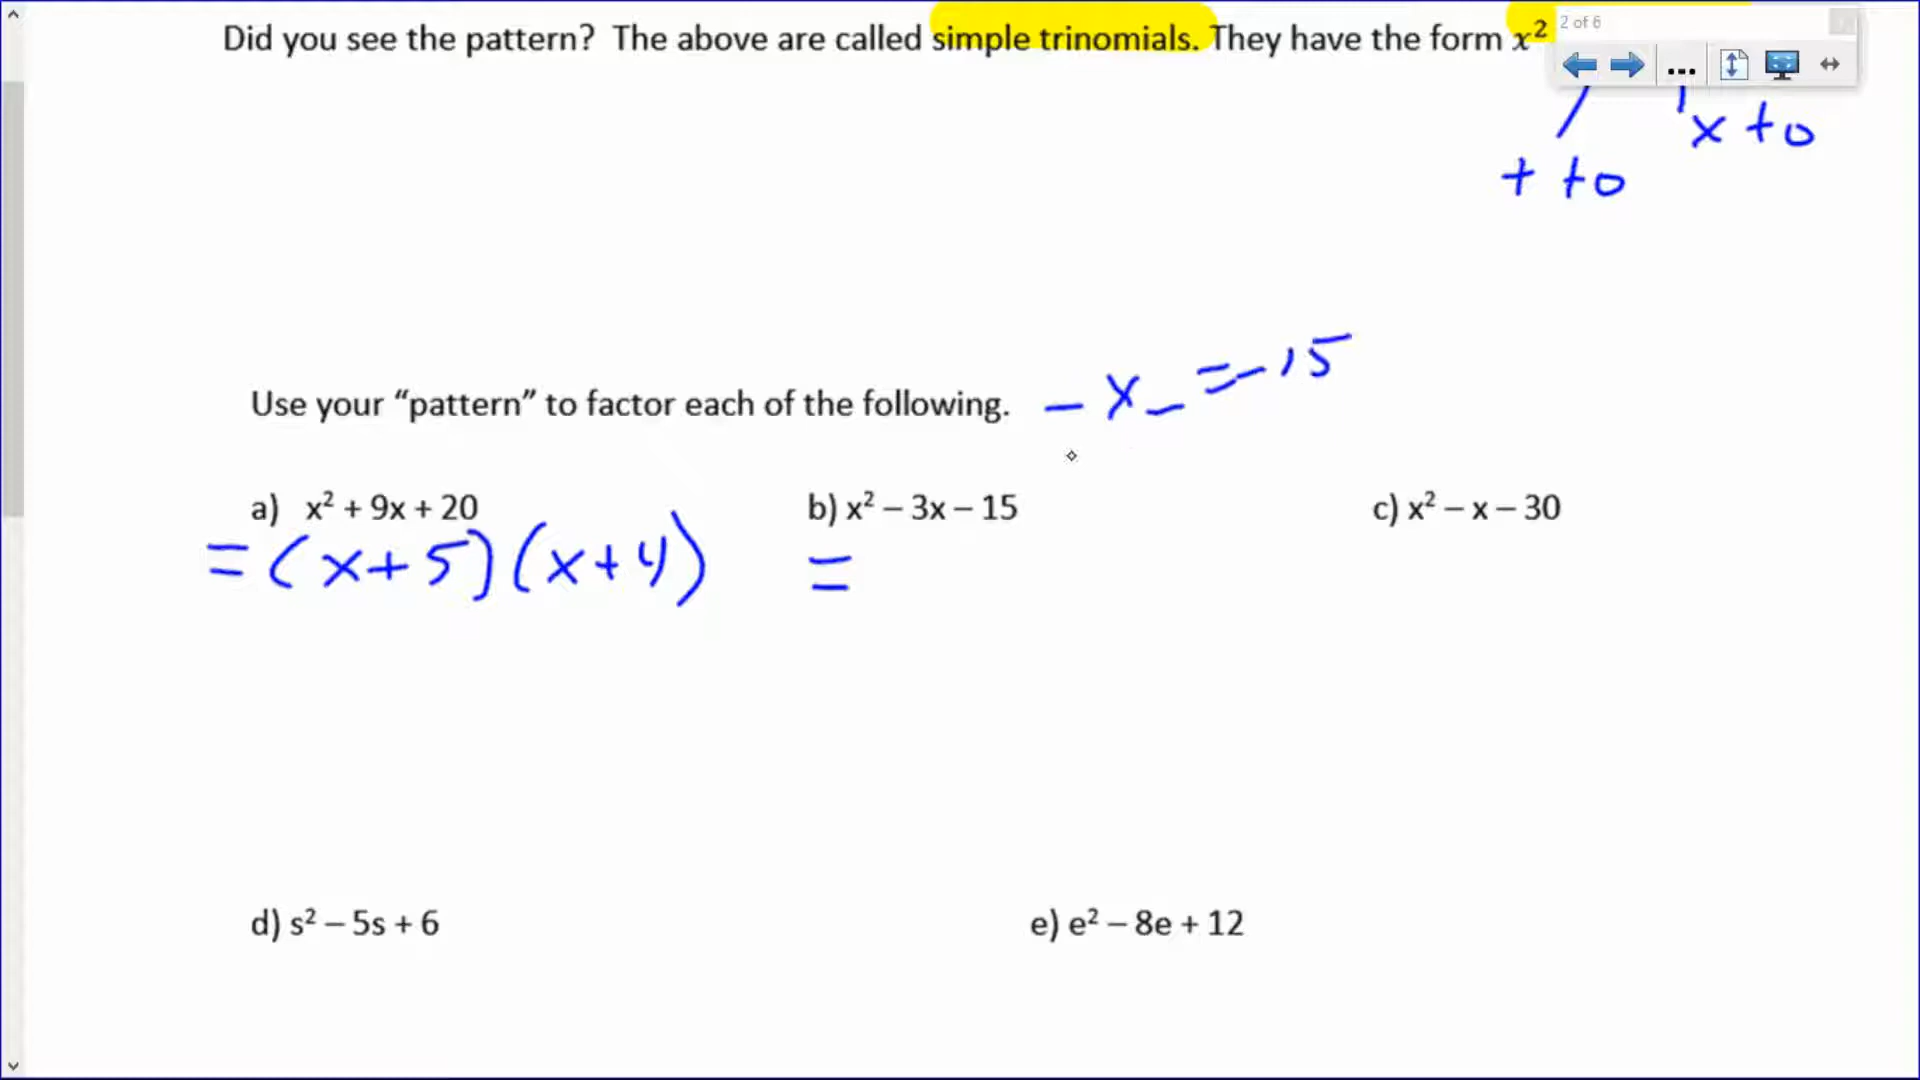 Did you see the pattern? The above are called simple trinomials. They have the form x²
2 of 6
x to
+ to
_ x _ = -15
Use your “pattern” to factor each of the following.
a) x² + 9x + 20
b) x² – 3x – 15
c) x² – x – 30
= (x+5)(x+4)
=
d) s² – 5s + 6
e) e² – 8e + 12